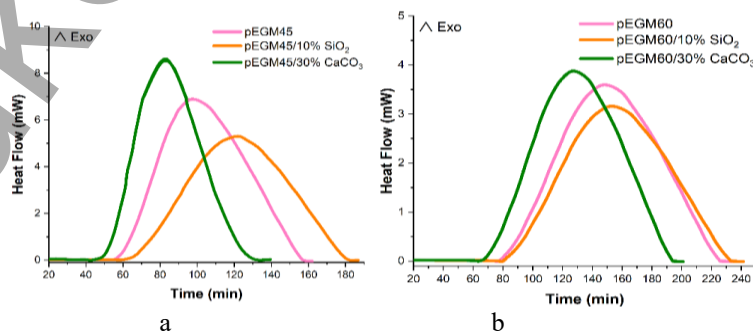 10
8
6
4
2
0
Heat Flow (mW)
^ Exo
pEGM45
pEGM45/10% SiO₂
pEGM45/30% CaCO₃
20 40 60 80 100 120 140 160 180
Time (min)
a
5
4
3
2
1
0
Heat Flow (mW)
^ Exo
pEGM60
pEGM60/10% SiO₂
pEGM60/30% CaCO₃
20 40 60 80 100 120 140 160 180 200 220 240
Time (min)
b